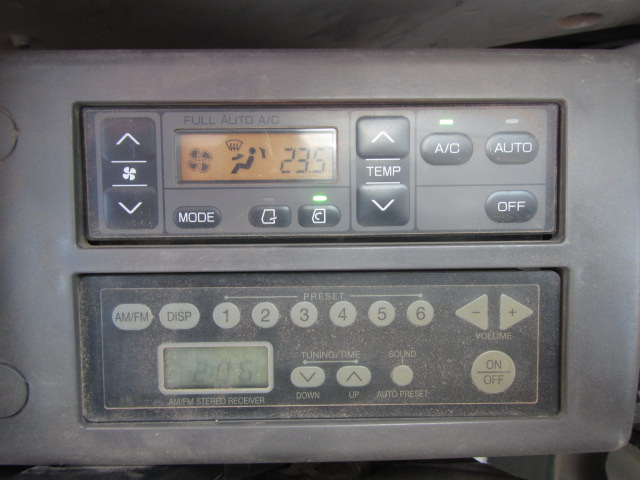 FULL AUTO A/C
23.5
TEMP
A/C
AUTO
MODE
OFF
PRESET
AM/FM
DISP
1
2
3
4
5
6
−
+
VOLUME
TUNING/TIME
SOUND
ON
OFF
DOWN
UP
AUTO PRESET
AM/FM STEREO RECEIVER